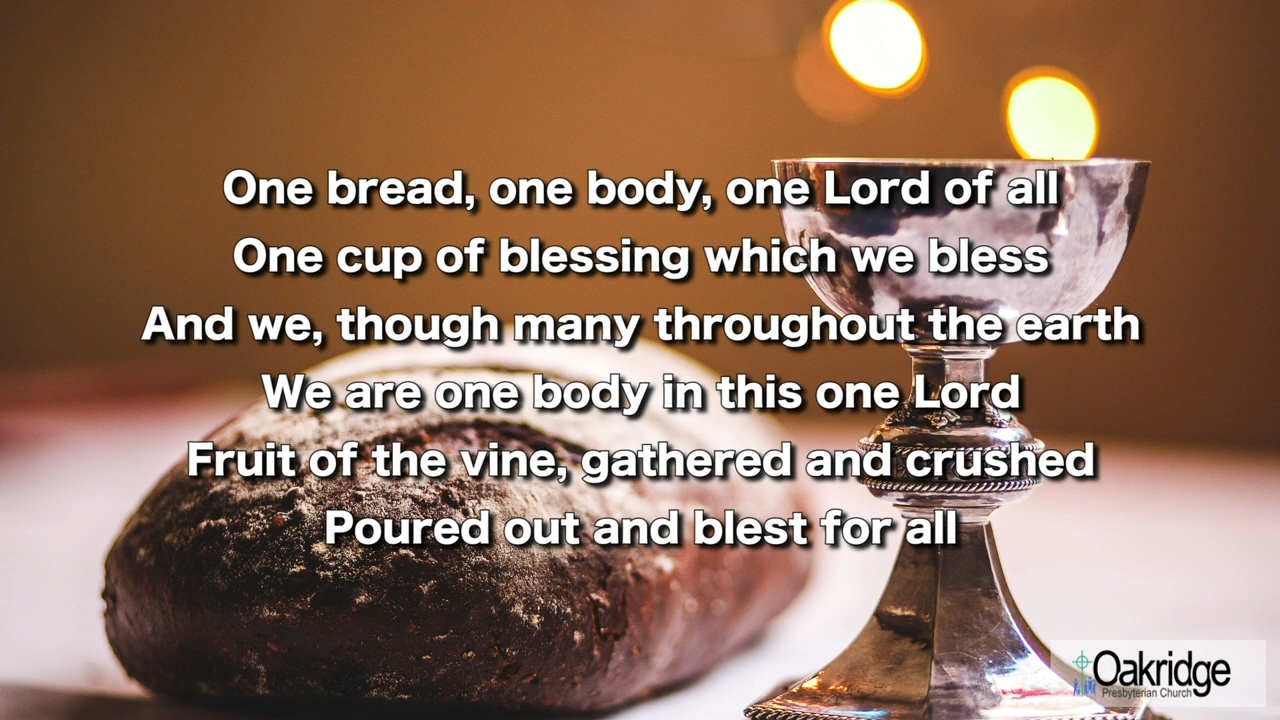 One bread, one body, one Lord of all
One cup of blessing which we bless
And we, though many throughout the earth
We are one body in this one Lord
Fruit of the vine, gathered and crushed
Poured out and blest for all
Oakridge
Presbyterian Church